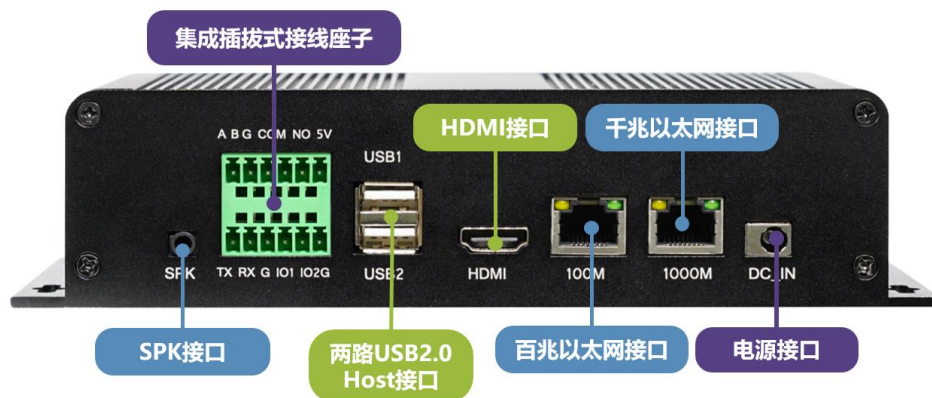 集成插拔式接线座子
HDMI接口
千兆以太网接口
A B G COM NO 5V
USB1
SPK
TX RX G IO1 IO2G
USB2
HDMI
100M
1000M
DC_IN
SPK接口
两路USB2.0
Host接口
百兆以太网接口
电源接口